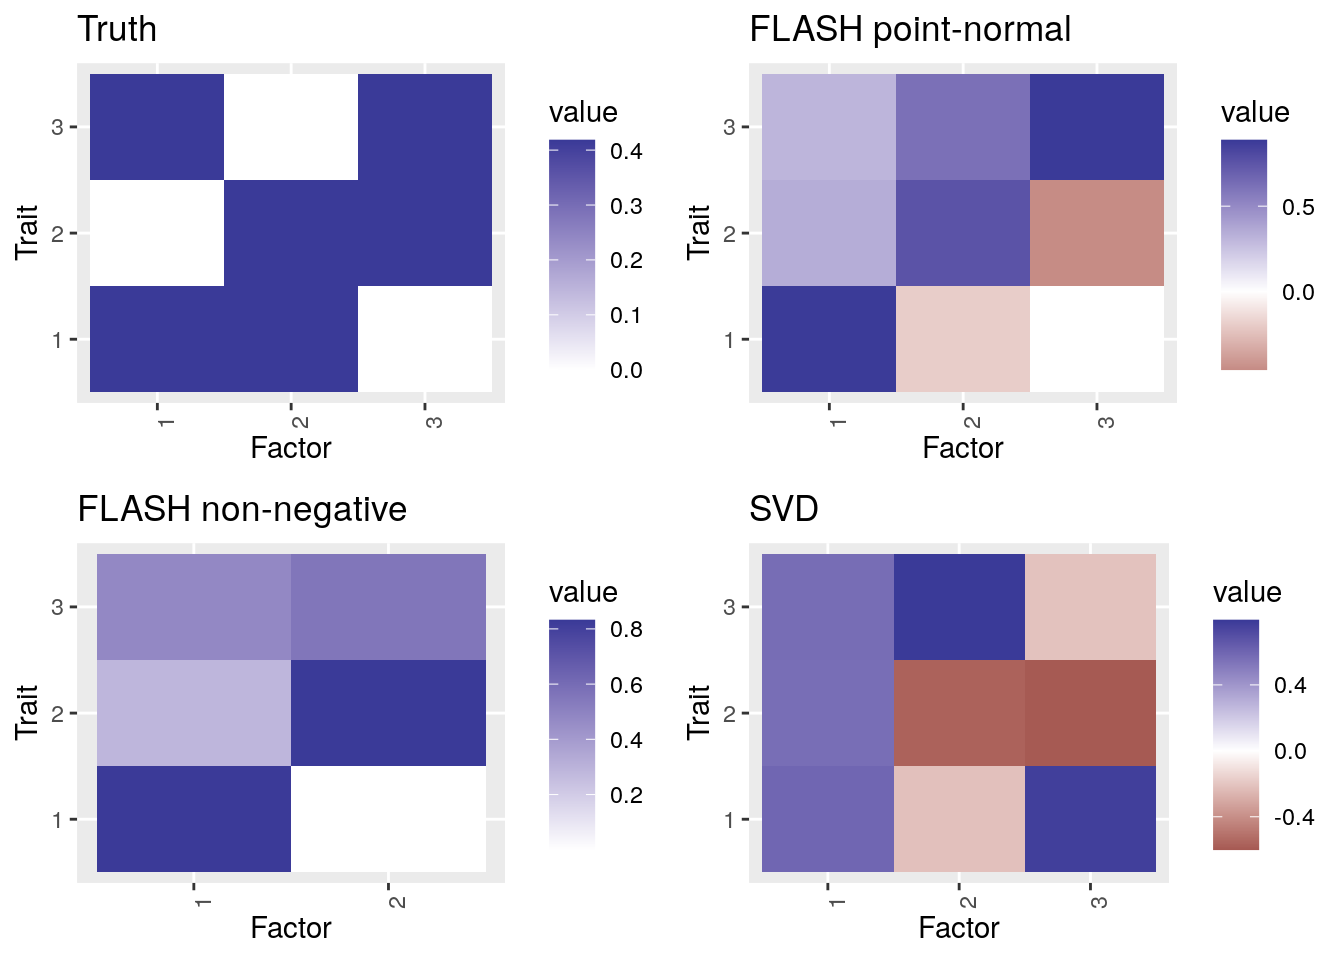 Truth
3
2
1
Trait
1
2
3
Factor
value
0.4
0.3
0.2
0.1
0.0
FLASH point-normal
3
2
1
Trait
1
2
3
Factor
value
0.5
0.0
FLASH non-negative
3
2
1
Trait
1
2
Factor
value
0.8
0.6
0.4
0.2
SVD
3
2
1
Trait
1
2
3
Factor
value
0.4
0.0
-0.4